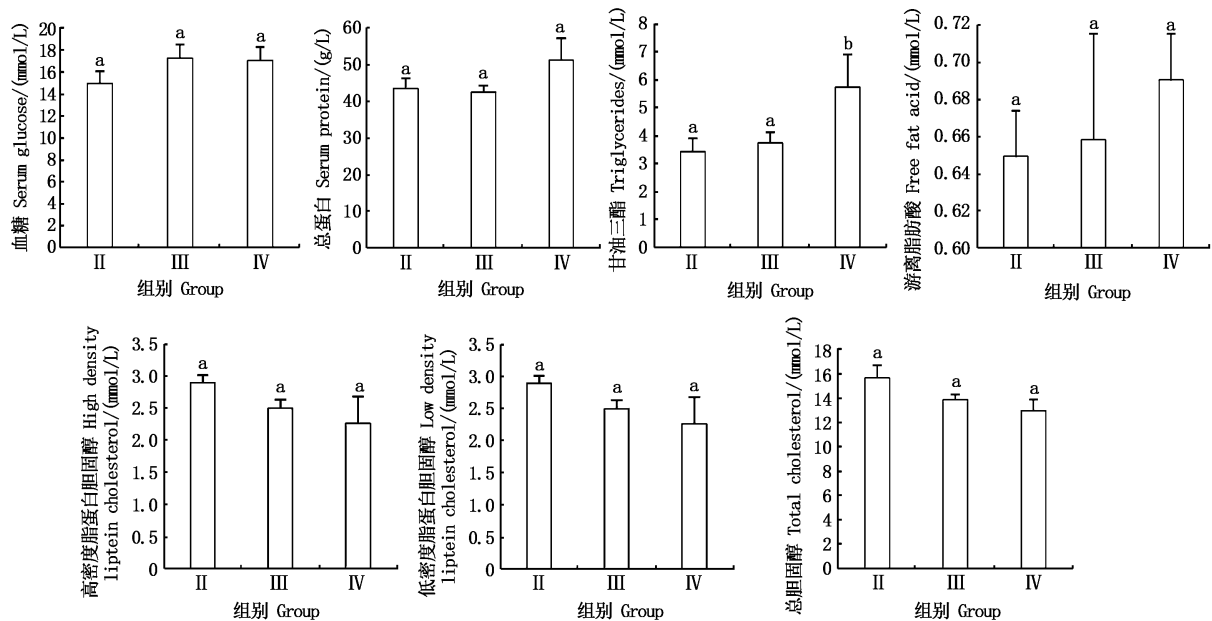 血糖 Serum glucose/(mmol/L)
20
18
16
14
12
10
8
6
4
2
0
a
a
a
II
III
IV
组别 Group
总蛋白 Serum protein/(g/L)
60
50
40
30
20
10
0
a
a
a
II
III
IV
组别 Group
甘油三酯 Triglycerides/(mmol/L)
8
7
6
5
4
3
2
1
0
a
a
b
II
III
IV
组别 Group
游离脂肪酸 Free fat acid/(mmol/L)
0.72
0.70
0.68
0.66
0.64
0.62
0.60
a
a
a
II
III
IV
组别 Group
高密度脂蛋白胆固醇 High density
liptein cholesterol/(mmol/L)
3.5
3.0
2.5
2.0
1.5
1.0
0.5
0
a
a
a
II
III
IV
组别 Group
低密度脂蛋白胆固醇 Low density
liptein cholesterol/(mmol/L)
3.5
3.0
2.5
2.0
1.5
1.0
0.5
0
a
a
a
II
III
IV
组别 Group
总胆固醇 Total cholesterol/(mmol/L)
18
16
14
12
10
8
6
4
2
0
a
a
a
II
III
IV
组别 Group